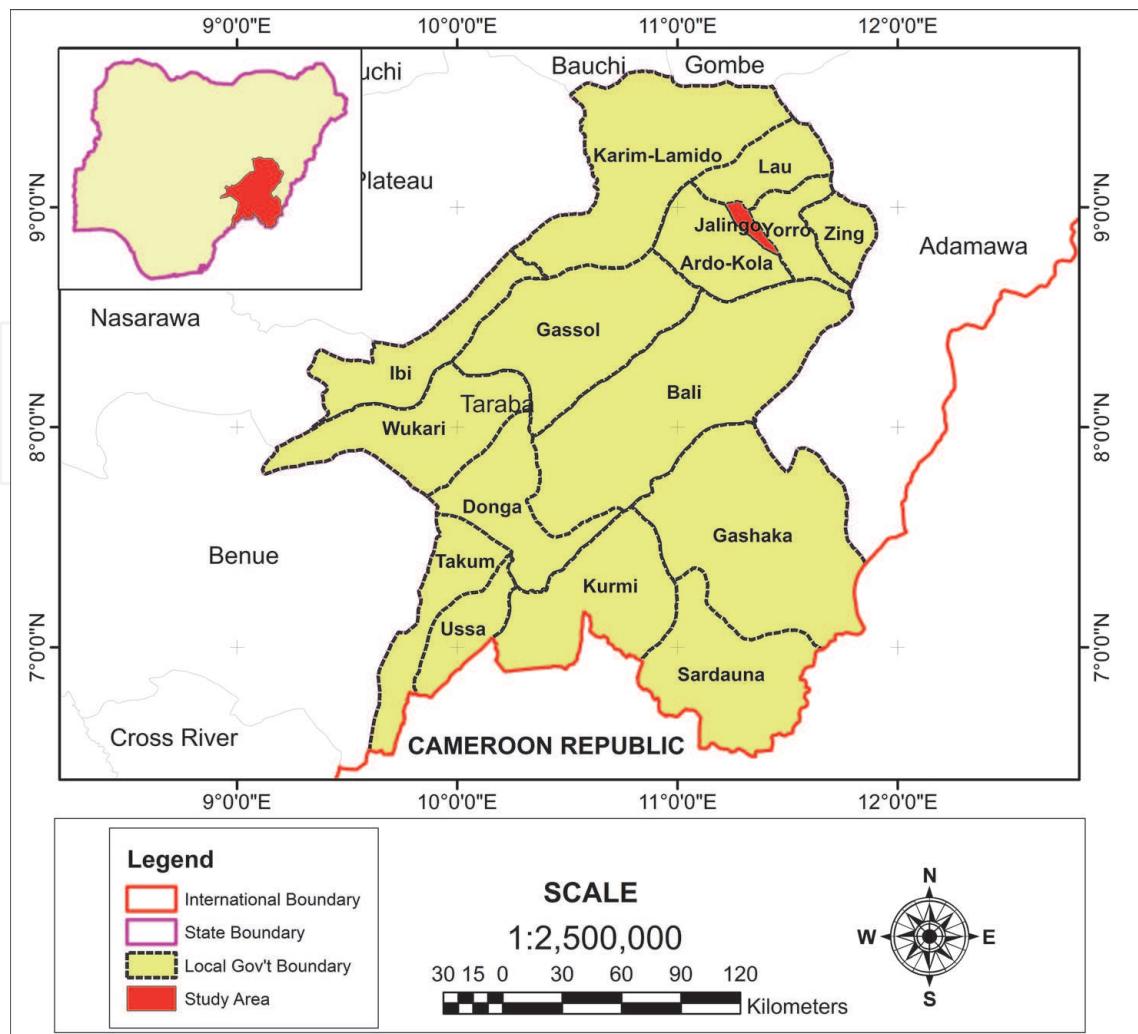 9°0'0"E 10°0'0"E 11°0'0"E 12°0'0"E
uchi
Bauchi
Gombe
Karim-Lamido
Lau
Plateau
9°0'0"N
9°0'0"N
Jalingo
Yorro
Zing
Adamawa
Ardo-Kola
Nasarawa
Gassol
Ibi
Bali
Taraba
Wukari
8°0'0"N
8°0'0"N
Donga
Gashaka
Benue
Takum
Kurmi
Ussa
7°0'0"N
7°0'0"N
Sardauna
Cross River
CAMEROON REPUBLIC
9°0'0"E 10°0'0"E 11°0'0"E 12°0'0"E
Legend
International Boundary
State Boundary
Local Gov't Boundary
Study Area
SCALE
1:2,500,000
30 15 0 30 60 90 120
Kilometers
N
W
E
S